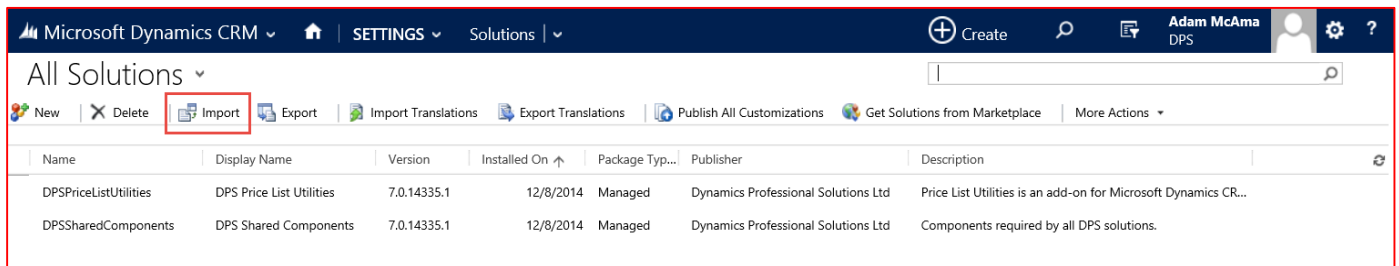 Microsoft Dynamics CRM SETTINGS Solutions Create Adam McAma ?
DPS
All Solutions
New Delete Import Export Import Translations Export Translations Publish All Customizations Get Solutions from Marketplace More Actions
Name Display Name Version Installed On Package Typ... Publisher Description
DPSPriceListUtilities DPS Price List Utilities 7.0.14335.1 12/8/2014 Managed Dynamics Professional Solutions Ltd Price List Utilities is an add-on for Microsoft Dynamics CR...
DPSSharedComponents DPS Shared Components 7.0.14335.1 12/8/2014 Managed Dynamics Professional Solutions Ltd Components required by all DPS solutions.